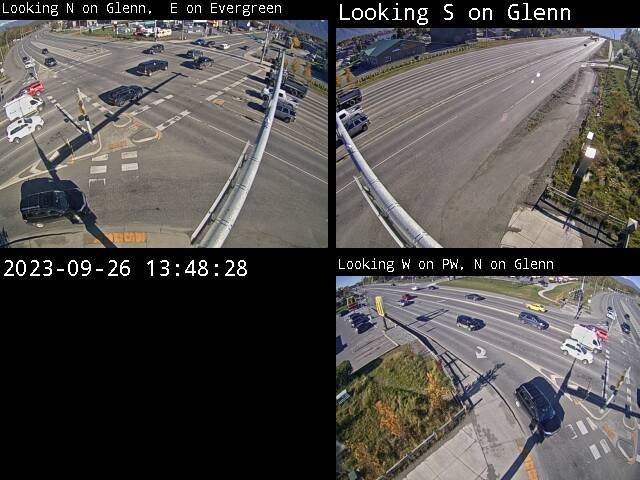 Looking N on Glenn, E on Evergreen
Looking S on Glenn
2023-09-26 13:48:28
Looking W on PW, N on Glenn